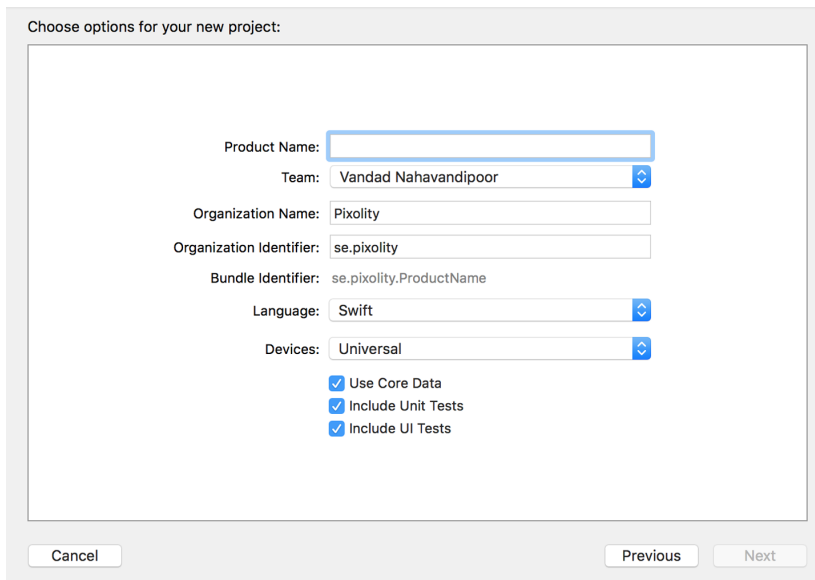 Choose options for your new project:
Product Name:
Team: Vandad Nahavandipoor
Organization Name: Pixolity
Organization Identifier: se.pixolity
Bundle Identifier: se.pixolity.ProductName
Language: Swift
Devices: Universal
Use Core Data
Include Unit Tests
Include UI Tests
Cancel Previous Next